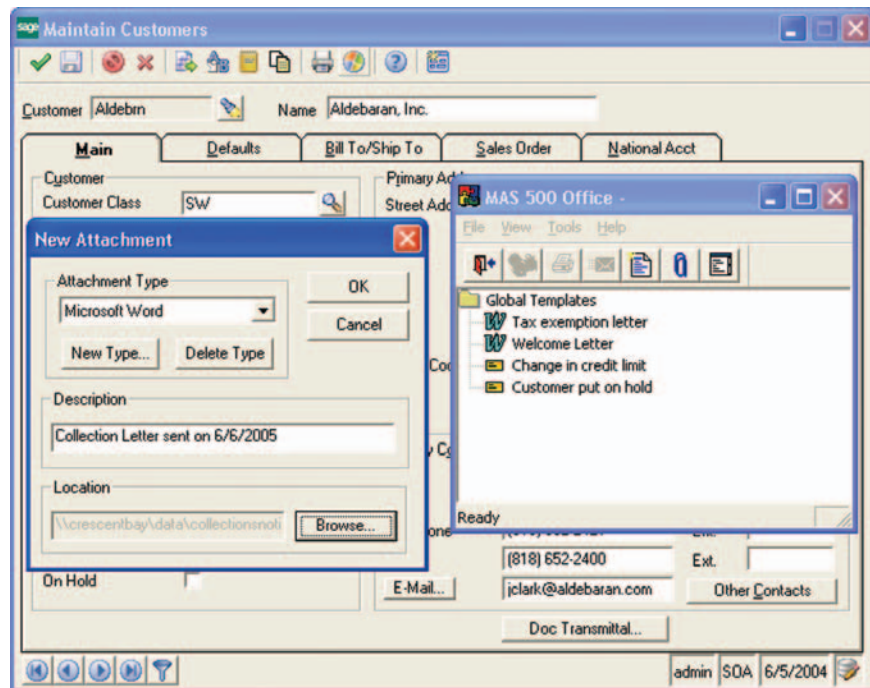 sage Maintain Customers
Customer Aldebrn Name Aldebaran, Inc.
Main Defaults Bill To/Ship To Sales Order National Acct
Customer Primary
Customer Class SW Street
New Attachment
Attachment Type
Microsoft Word
New Type... Delete Type
OK
Cancel
Description
Collection Letter sent on 6/6/2005
Location
\\crescentbay\data\collectionsnoti Browse...
MAS 500 Office -
File View Tools Help
Global Templates
Tax exemption letter
Welcome Letter
Change in credit limit
Customer put on hold
Ready
(818) 652-2400 Ext.
On Hold E-Mail... jclark@aldebaran.com Other Contacts
Doc Transmittal...
admin SOA 6/5/2004